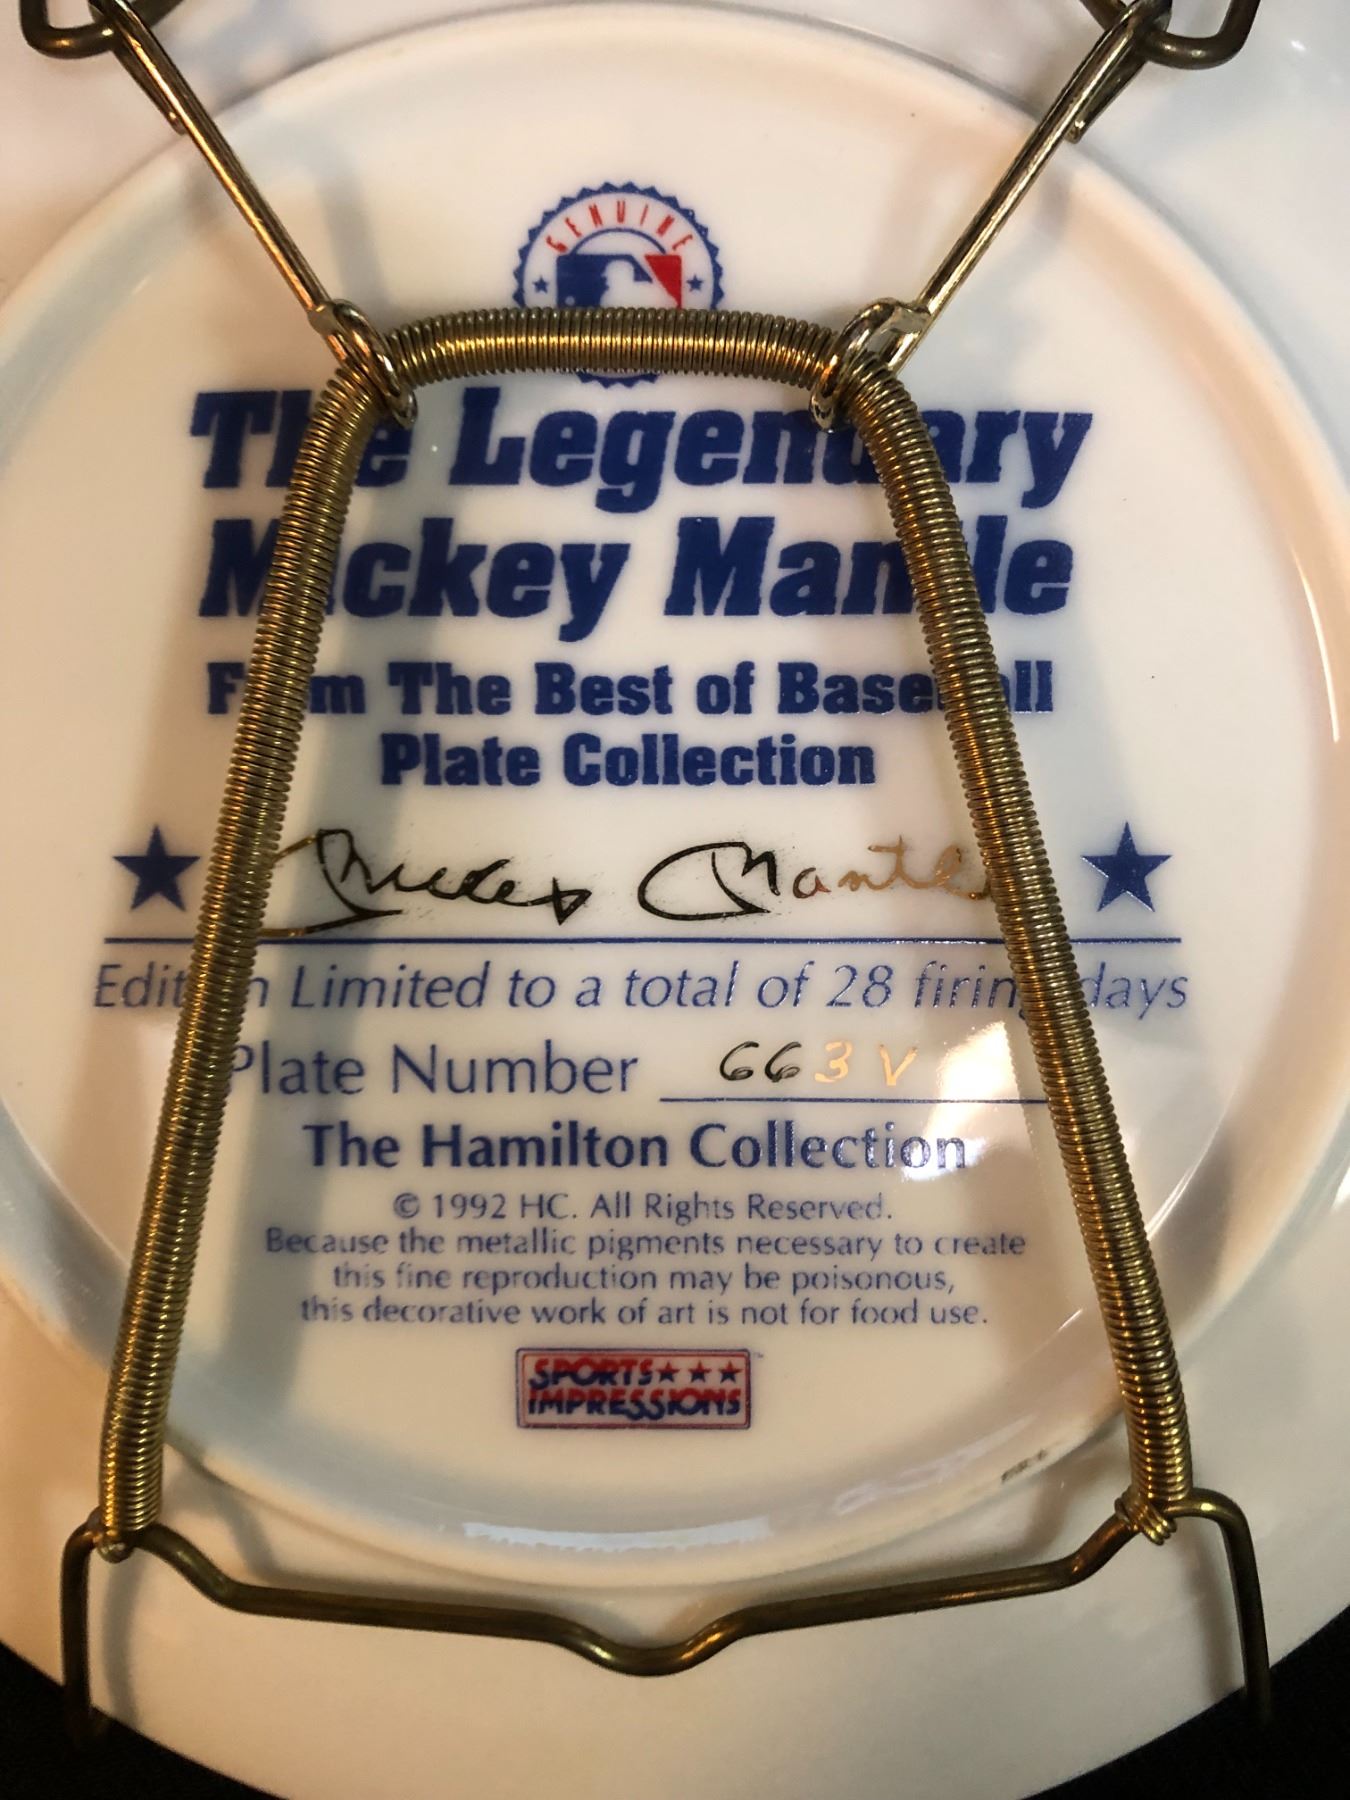 GENUINE
The Legendary
Mickey Mantle
From The Best of Baseball
Plate Collection
Mickey Mantle
Edition Limited to a total of 28 firing days
Plate Number 663V
The Hamilton Collection
© 1992 HC. All Rights Reserved.
Because the metallic pigments necessary to create
this fine reproduction may be poisonous,
this decorative work of art is not for food use.
SPORTS
IMPRESSIONS
™